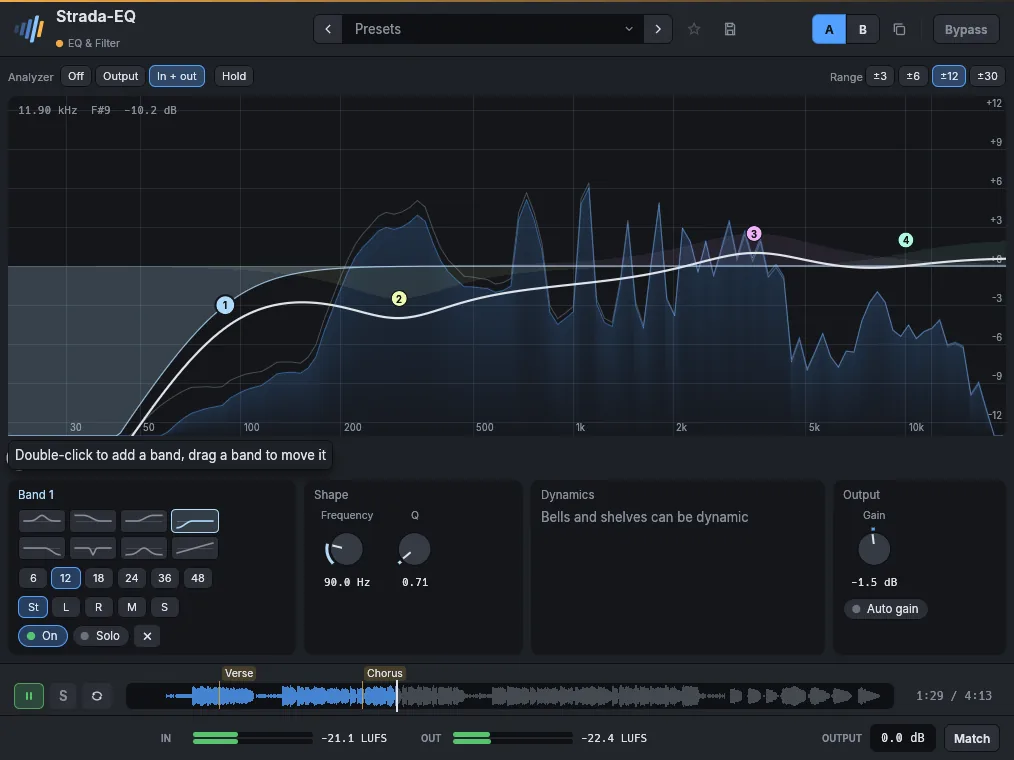 Strada-EQ
EQ & Filter
Presets
A B
Bypass
Analyzer Off Output In + out Hold
Range ±3 ±6 ±12 ±30
11.90 kHz F#9 -10.2 dB
+12
+9
+6
+3
+0
-3
-6
-9
-12
1
2
3
4
30 50 100 200 500 1k 2k 5k 10k
Double-click to add a band, drag a band to move it
Band 1
6 12 18 24 36 48
St L R M S
On Solo ×
Shape
Frequency Q
90.0 Hz 0.71
Dynamics
Bells and shelves can be dynamic
Output
Gain
-1.5 dB
Auto gain
Verse Chorus
S
1:29 / 4:13
IN -21.1 LUFS OUT -22.4 LUFS OUTPUT 0.0 dB Match